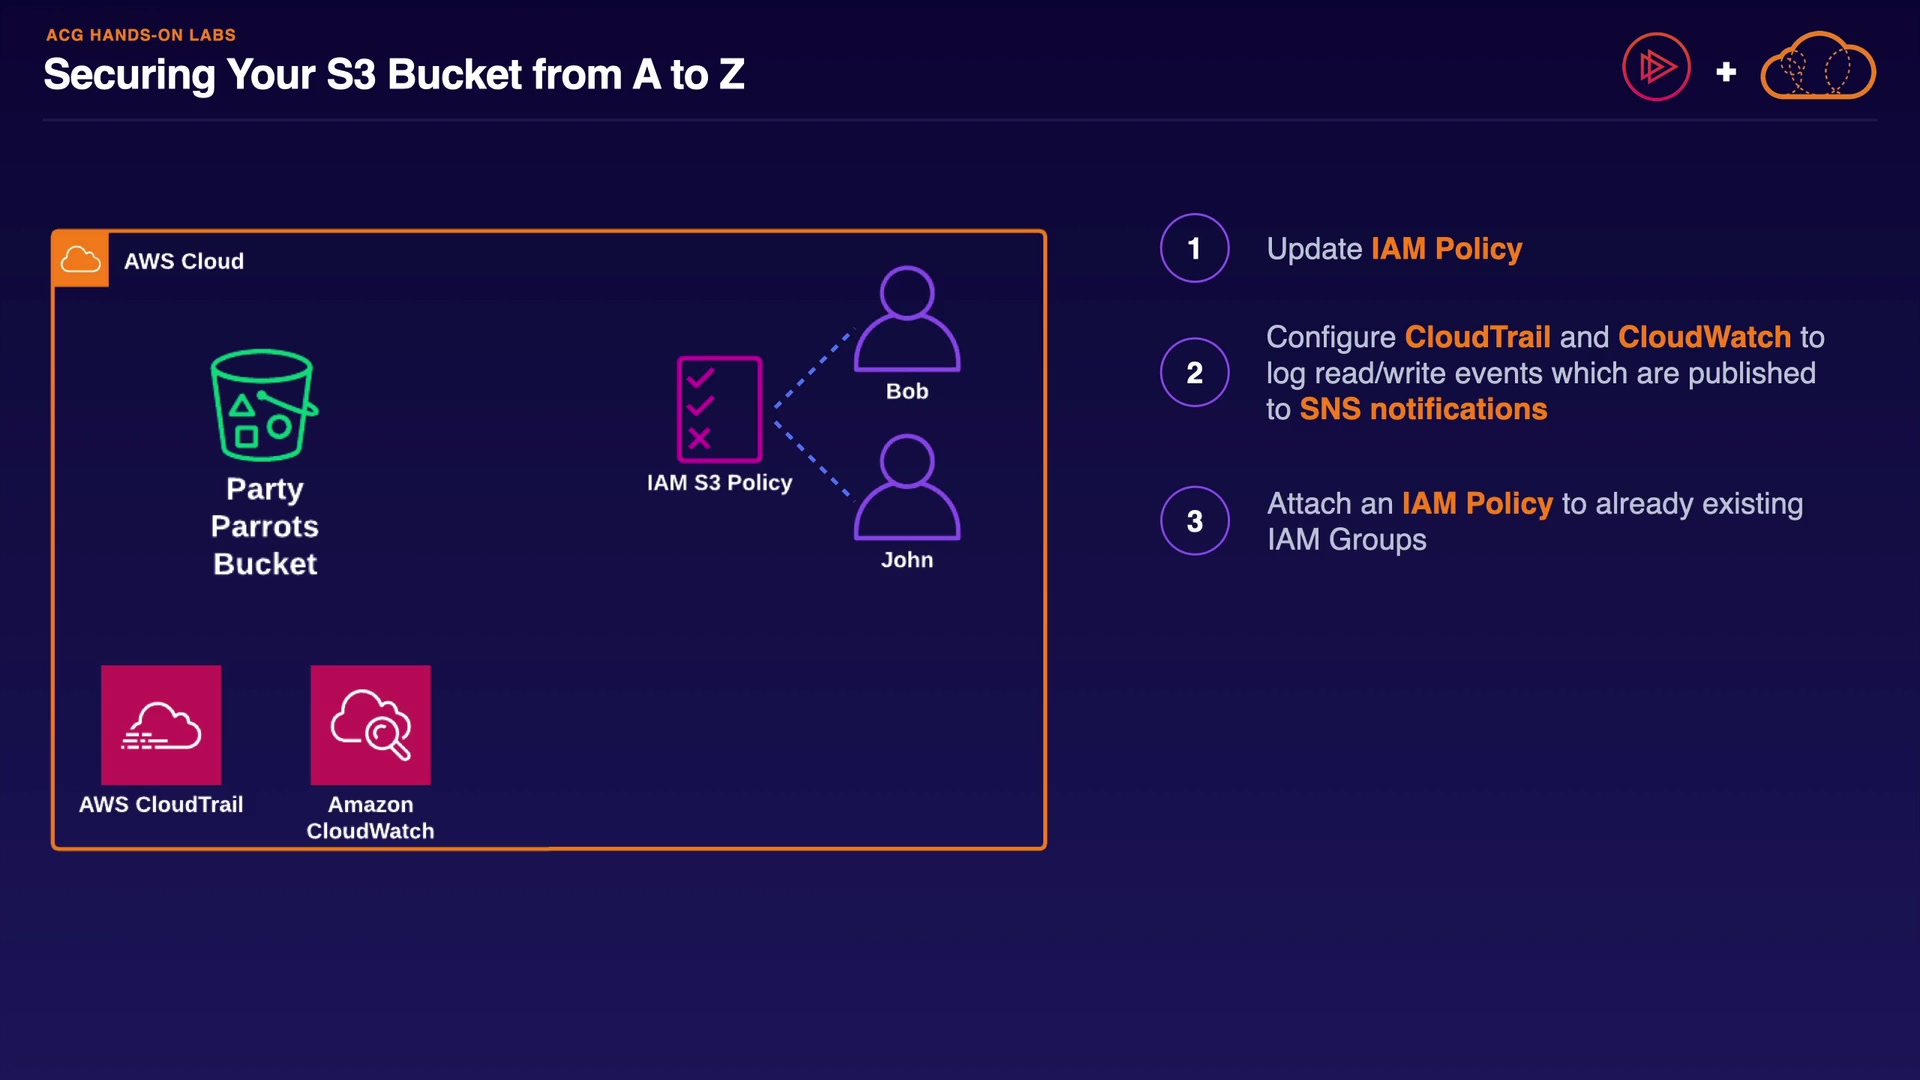 ACG HANDS-ON LABS
Securing Your S3 Bucket from A to Z
+
AWS Cloud
Party
Parrots
Bucket
IAM S3 Policy
Bob
John
AWS CloudTrail
Amazon
CloudWatch
1
Update IAM Policy
2
Configure CloudTrail and CloudWatch to
log read/write events which are published
to SNS notifications
3
Attach an IAM Policy to already existing
IAM Groups